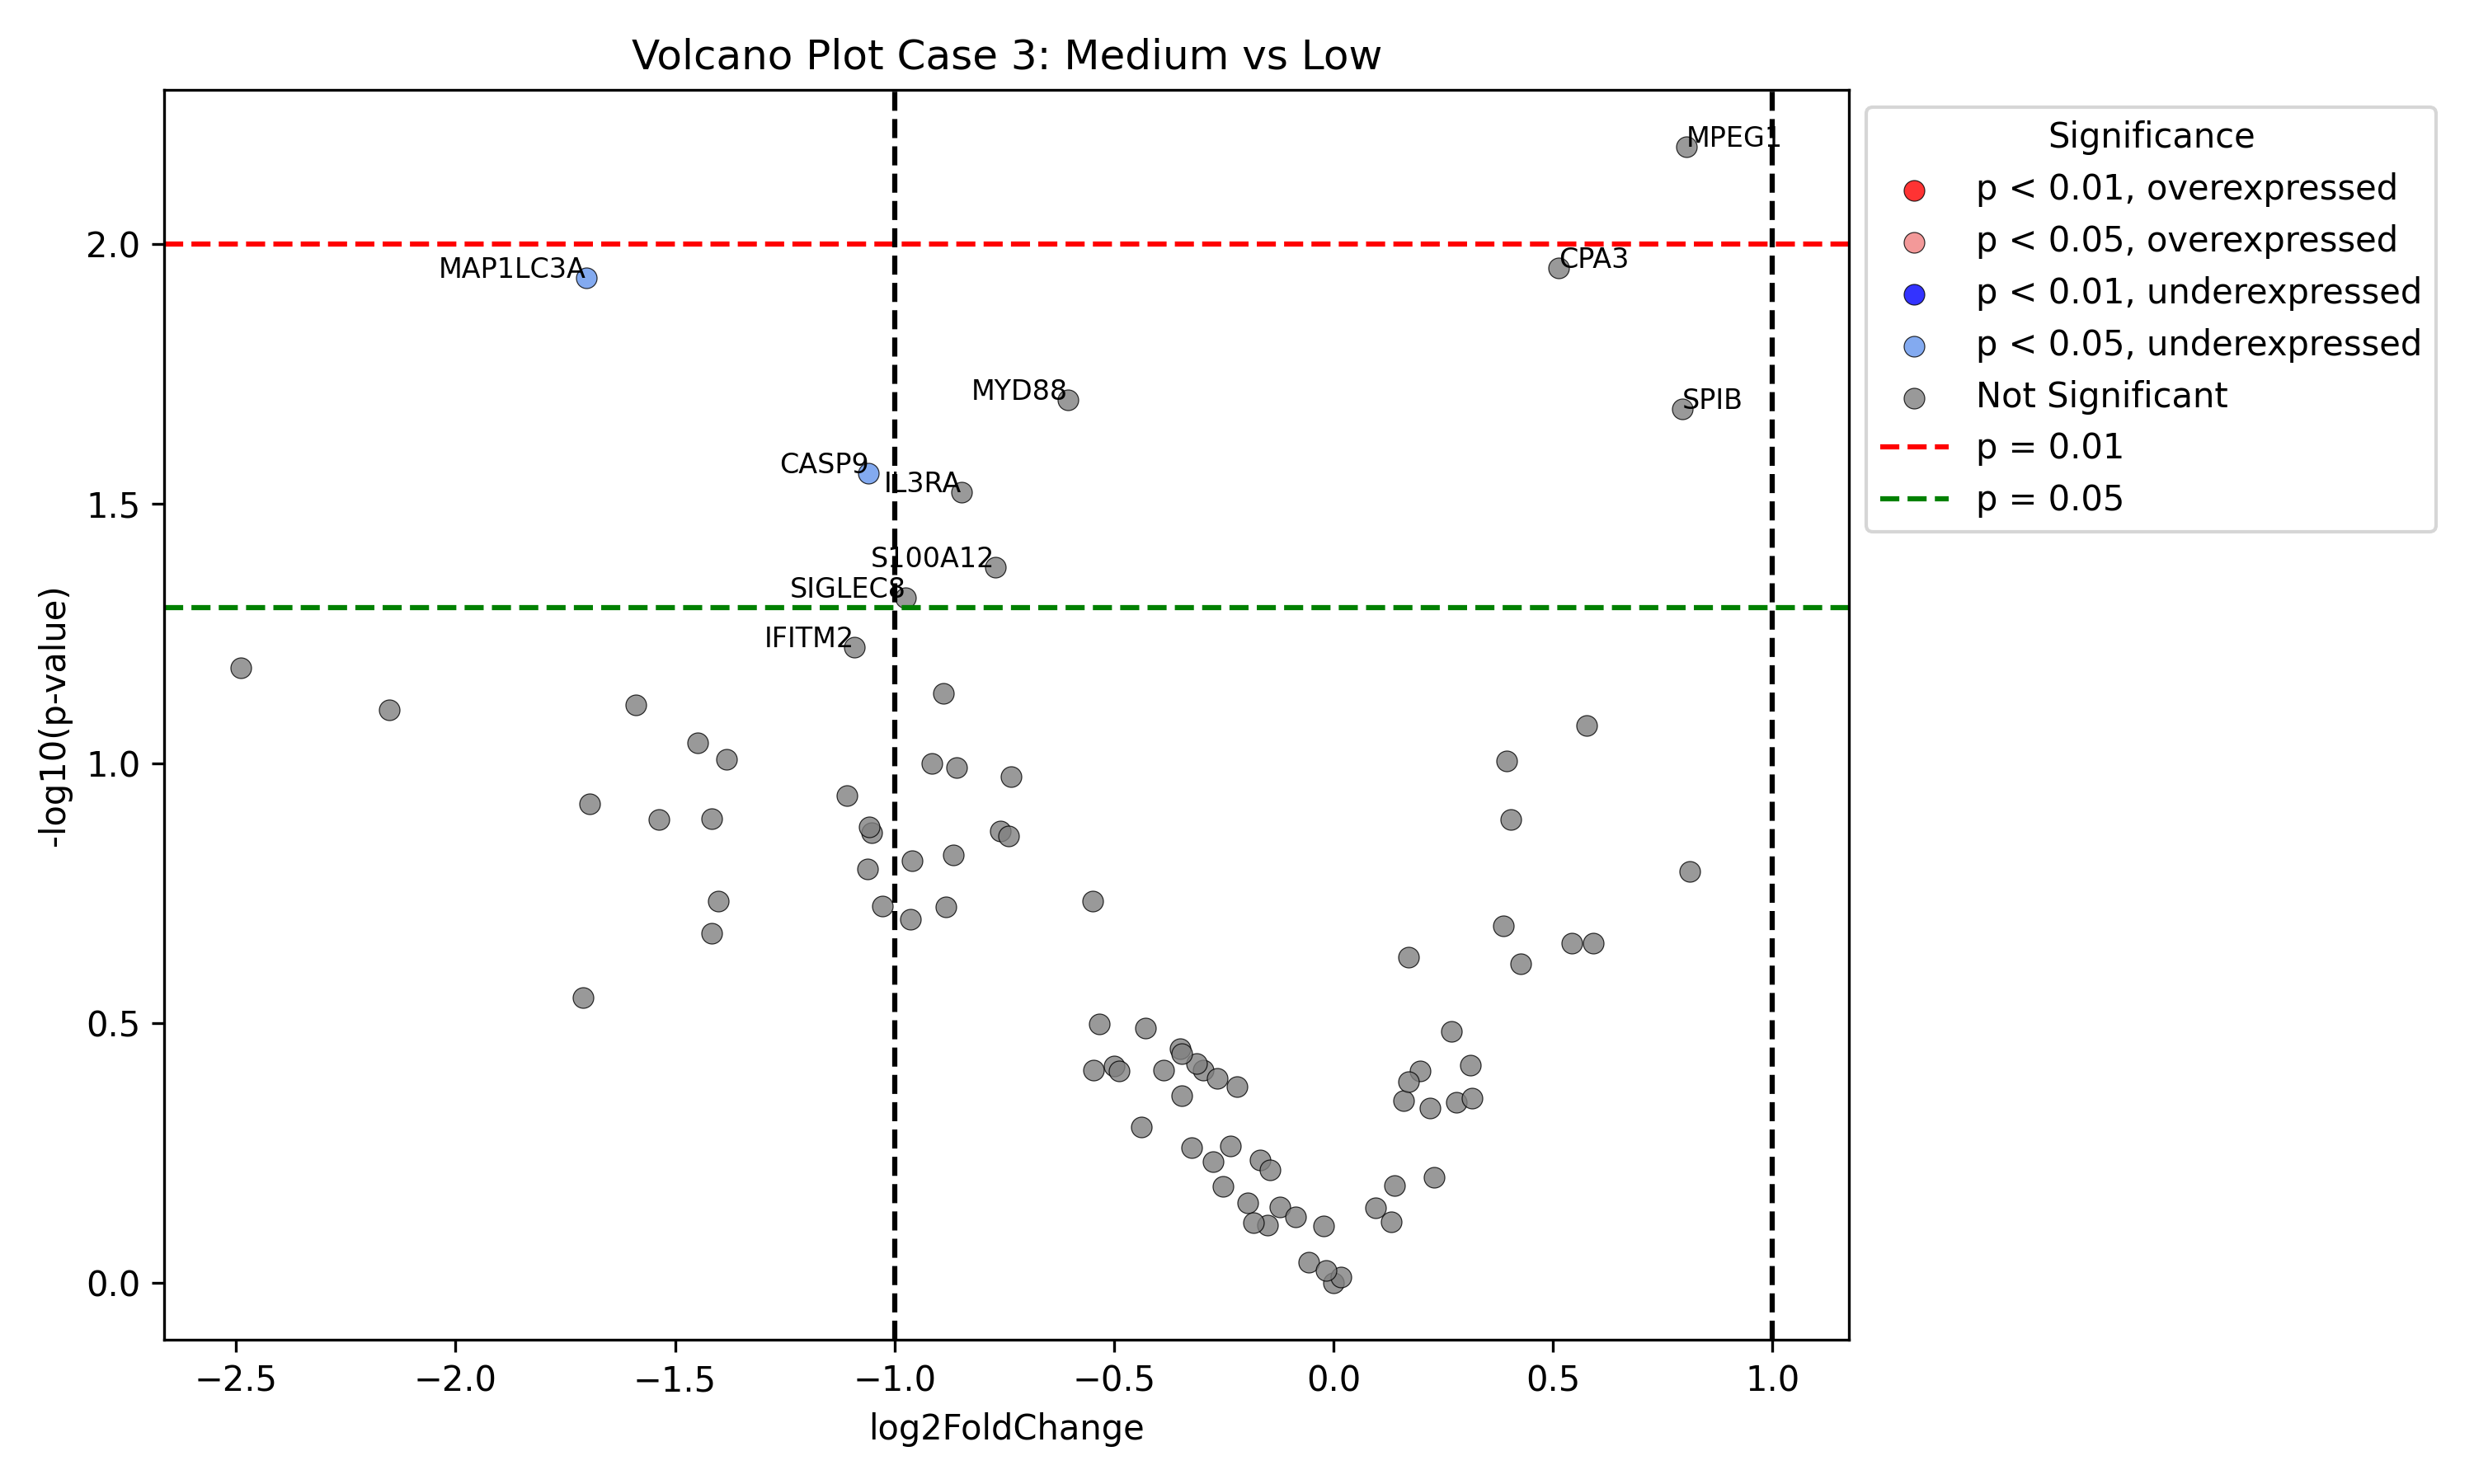 Volcano Plot Case 3: Medium vs Low
MPEG1
CPA3
MAP1LC3A
MYD88
SPIB
CASP9
IL3RA
S100A12
SIGLEC8
IFITM2
2.0
1.5
1.0
0.5
0.0
-log10(p-value)
−2.5 −2.0 −1.5 −1.0 −0.5 0.0 0.5 1.0
log2FoldChange
Significance
p < 0.01, overexpressed
p < 0.05, overexpressed
p < 0.01, underexpressed
p < 0.05, underexpressed
Not Significant
p = 0.01
p = 0.05